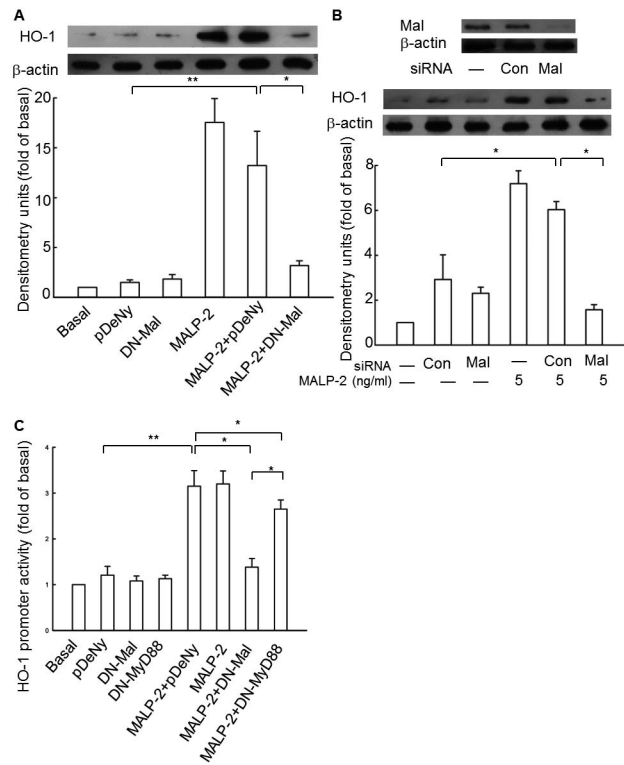 A
HO-1
β-actin
** *
Densitometry units (fold of basal)
20
15
10
5
0
Basal
pDeNy
DN-Mal
MALP-2
MALP-2+pDeNy
MALP-2+DN-Mal
B
Mal
β-actin
siRNA — Con Mal
HO-1
β-actin
* *
Densitometry units (fold of basal)
8
6
4
2
0
siRNA — Con Mal — Con Mal
MALP-2 (ng/ml) — — — 5 5 5
C
*
** *
*
HO-1 promoter activity (fold of basal)
4
3
2
1
0
Basal
pDeNy
DN-Mal
DN-MyD88
MALP-2+pDeNy
MALP-2
MALP-2+DN-Mal
MALP-2+DN-MyD88